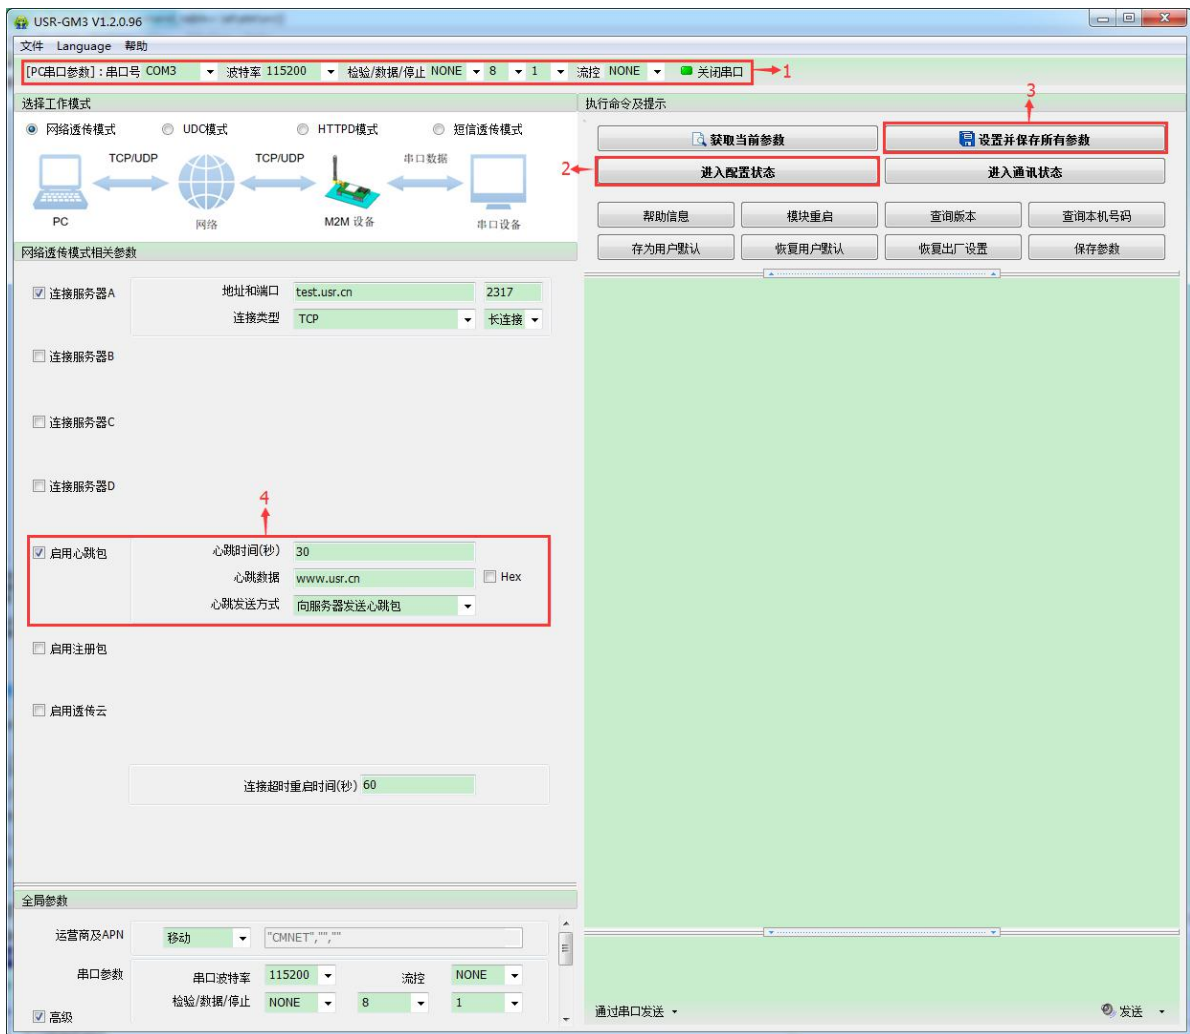 USR-GM3 V1.2.0.96
文件 Language 帮助
[PC串口参数]：串口号 COM3 波特率 115200 检验/数据/停止 NONE 8 1 流控 NONE 关闭串口 1
选择工作模式
网络透传模式 UDC模式 HTTPD模式 短信透传模式
TCP/UDP TCP/UDP 串口数据
PC 网络 M2M 设备 串口设备
网络透传模式相关参数
连接服务器A 地址和端口 test.usr.cn 2317
连接类型 TCP 长连接
连接服务器B
连接服务器C
连接服务器D
4
启用心跳包 心跳时间(秒) 30
心跳数据 www.usr.cn Hex
心跳发送方式 向服务器发送心跳包
启用注册包
启用透传云
连接超时重启时间(秒) 60
全局参数
运营商及APN 移动 "CMNET","",""
串口参数 串口波特率 115200 流控 NONE
检验/数据/停止 NONE 8 1
高级
执行命令及提示
3
获取当前参数 设置并保存所有参数
2 进入配置状态 进入通讯状态
帮助信息 模块重启 查询版本 查询本机号码
存为用户默认 恢复用户默认 恢复出厂设置 保存参数
通过串口发送 发送